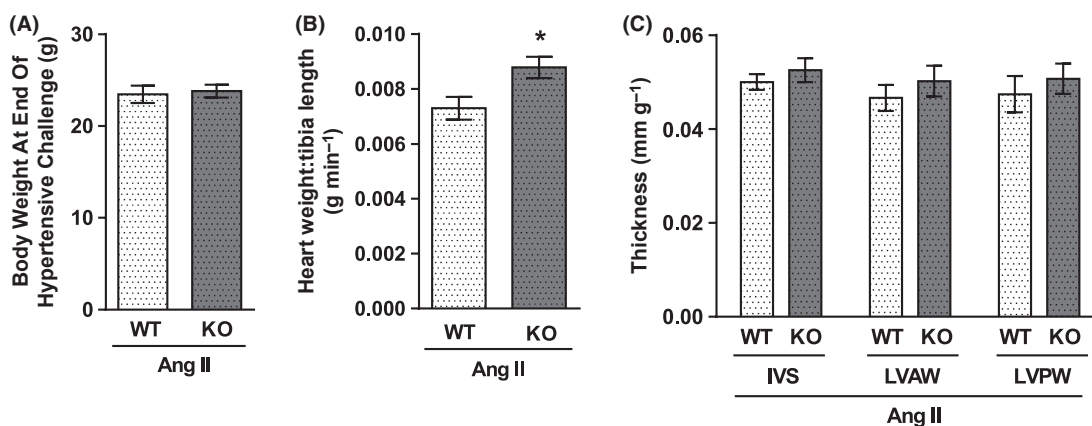 (A)
Body Weight At End Of
Hypertensive Challenge (g)
30
20
10
0
WT KO
Ang II
(B)
Heart weight:tibia length
(g min⁻¹)
0.010
0.008
0.006
0.004
0.002
0.000
*
WT KO
Ang II
(C)
Thickness (mm g⁻¹)
0.06
0.04
0.02
0.00
WT KO WT KO WT KO
IVS LVAW LVPW
Ang II